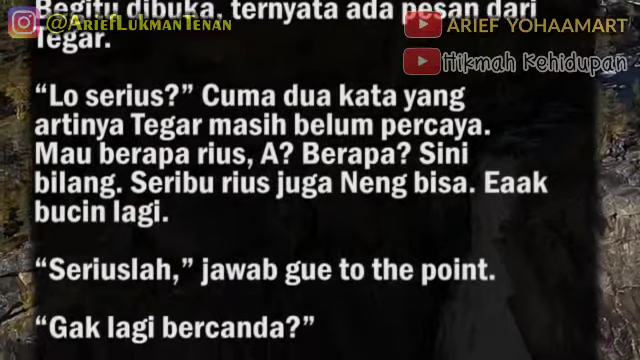 Begitu dibuka, ternyata ada pesan dari
Tegar.
@AriefLukmanTenan
ARIEF YOHAAMART
Hikmah Kehidupan
“Lo serius?” Cuma dua kata yang
artinya Tegar masih belum percaya.
Mau berapa rius, A? Berapa? Sini
bilang. Seribu rius juga Neng bisa. Eaak
bucin lagi.
“Seriuslah,” jawab gue to the point.
“Gak lagi bercanda?”